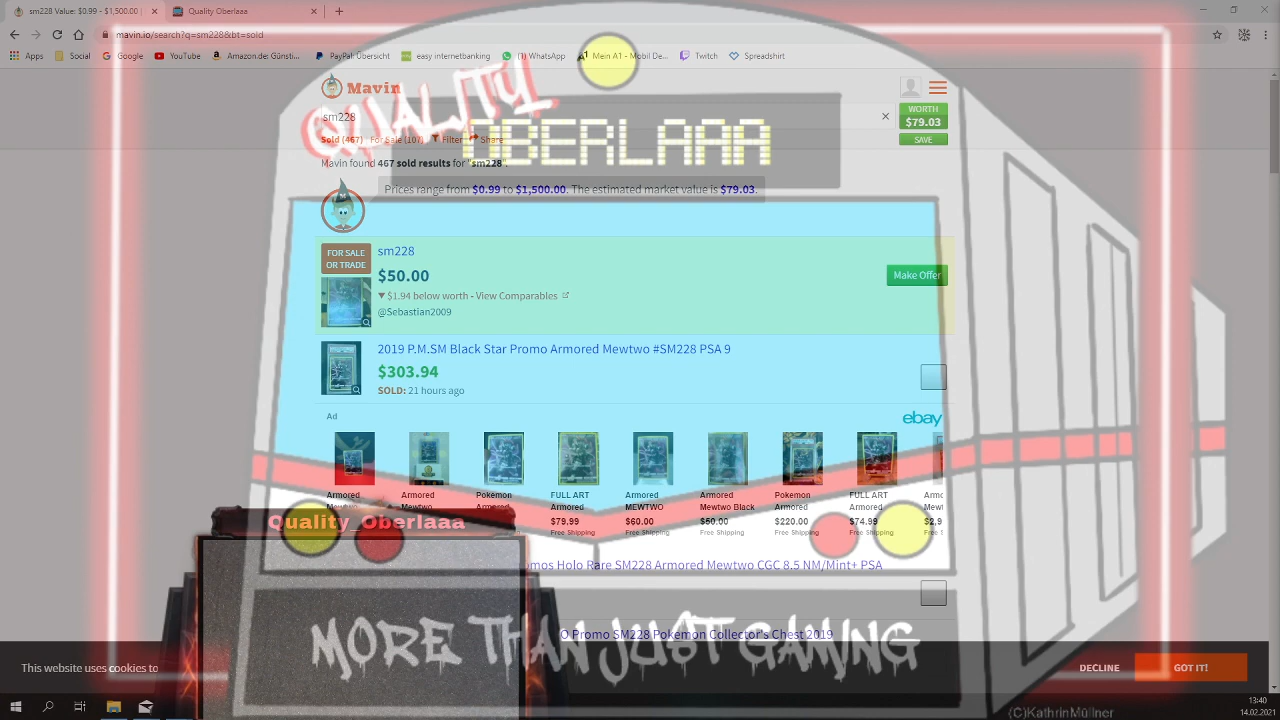 sm228 Value: $0.99 - $1,500.00 |
Quality Oberlaaa
mavin.io/search?q=sm228&bt=sold
Apps
Social
Google
YouTube
Amazon.de: Günsti...
PayPal: Übersicht
easy internetbanking
(1) WhatsApp
Mein A1 - Mobil De...
Twitch
Spreadshirt
Mavin
QUALITY
OBERLAAA
sm228
WORTH
$79.03
SAVE
Sold (467)
For Sale (107)
Filter
Share
Mavin found 467 sold results for "sm228".
Prices range from $0.99 to $1,500.00. The estimated market value is $79.03.
FOR SALE
OR TRADE
sm228
$50.00
$1.94 below worth - View Comparables
@Sebastian2009
Make Offer
2019 P.M.SM Black Star Promo Armored Mewtwo #SM228 PSA 9
$303.94
SOLD: 21 hours ago
Ad
ebay
Armored
Mewtwo
Armored
Mewtwo
Pokemon
Armored
FULL ART
Armored
$79.99
Free Shipping
Armored
MEWTWO
$60.00
Free Shipping
Armored
Mewtwo Black
$50.00
Free Shipping
Pokemon
Armored
$220.00
Free Shipping
FULL ART
Armored
$74.99
Free Shipping
Quality_Oberlaaa
omos Holo Rare SM228 Armored Mewtwo CGC 8.5 NM/Mint+ PSA
O Promo SM228 Pokemon Collector's Chest 2019
MORE THAN JUST GAMING
This website uses cookies to
DECLINE
GOT IT!
13:40
14.02.2021
(C)KathrinMüllner